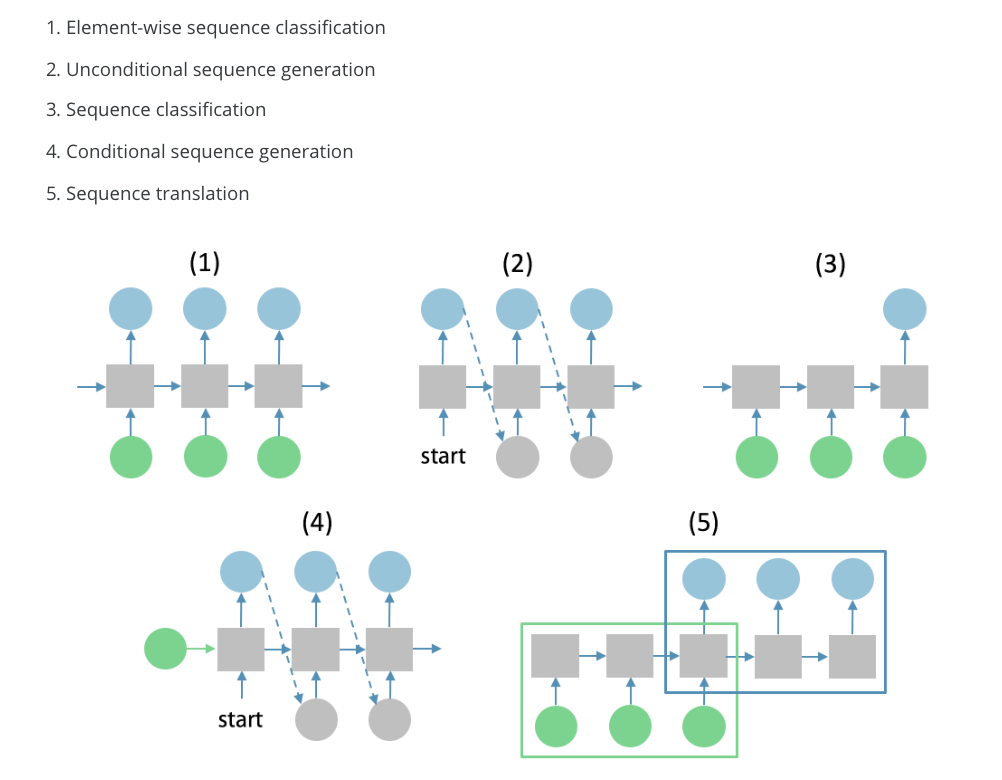 1. Element-wise sequence classification
2. Unconditional sequence generation
3. Sequence classification
4. Conditional sequence generation
5. Sequence translation
(1) (2) (3)
start
(4) (5)
start